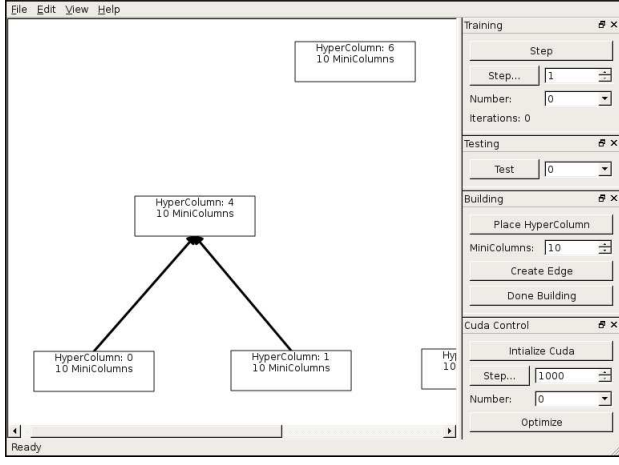 File Edit View Help
HyperColumn: 6
10 MiniColumns
HyperColumn: 4
10 MiniColumns
HyperColumn: 0
10 MiniColumns
HyperColumn: 1
10 MiniColumns
10
Ready
Training
Step
Step... 1
Number: 0
Iterations: 0
Testing
Test 0
Building
Place HyperColumn
MiniColumns: 10
Create Edge
Done Building
Cuda Control
Intialize Cuda
Step... 1000
Number: 0
Optimize